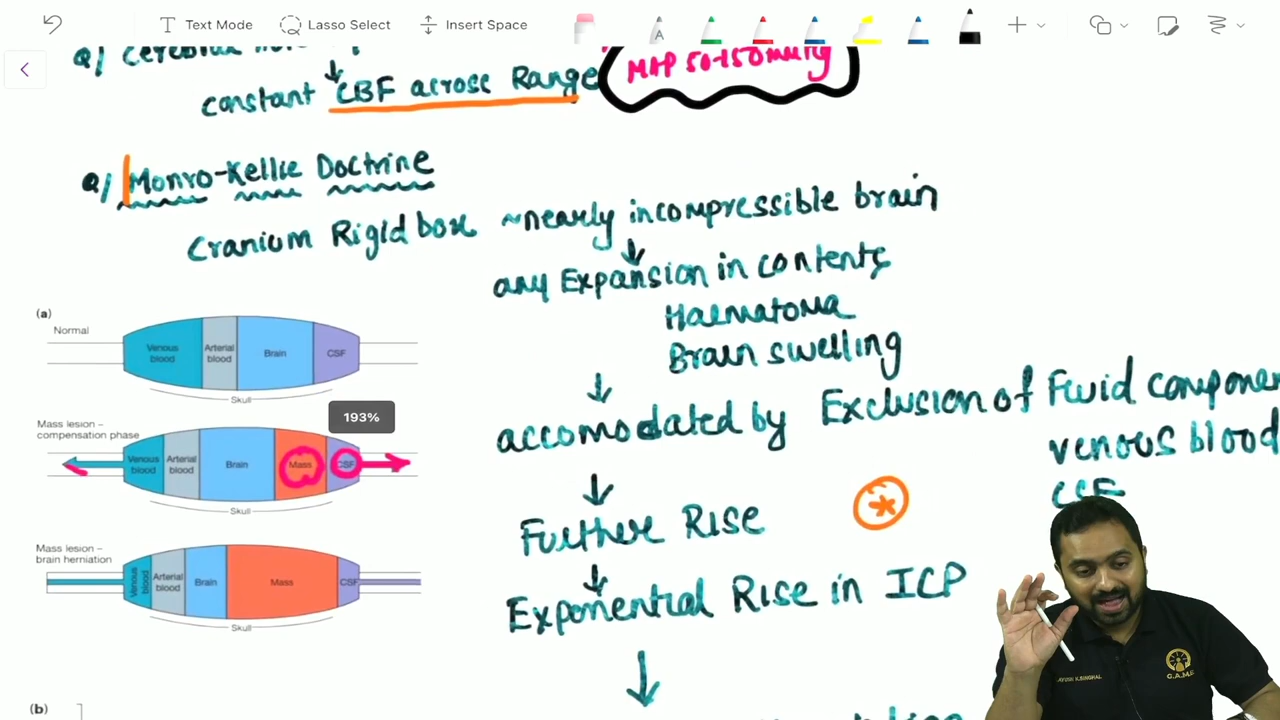 Text Mode
Lasso Select
Insert Space
Q/ Cerebral
constant CBF across Range
MAP 50-150mmHg
Q/ Monro-Kellie Doctrine
Cranium Rigid box ~nearly incompressible brain
any Expansion in contents
Haematoma
Brain swelling
accomodated by Exclusion of Fluid componen
venous blood
CSF
Further Rise
Exponential Rise in ICP
(a)
Normal
Venous blood
Arterial blood
Brain
CSF
Skull
193%
Mass lesion –
compensation phase
Venous blood
Arterial blood
Brain
Mass
CSF
Skull
Mass lesion –
brain herniation
Venous blood
Arterial blood
Brain
Mass
CSF
Skull
(b)
AYUSH K.SINGHAL
G.A.M.E